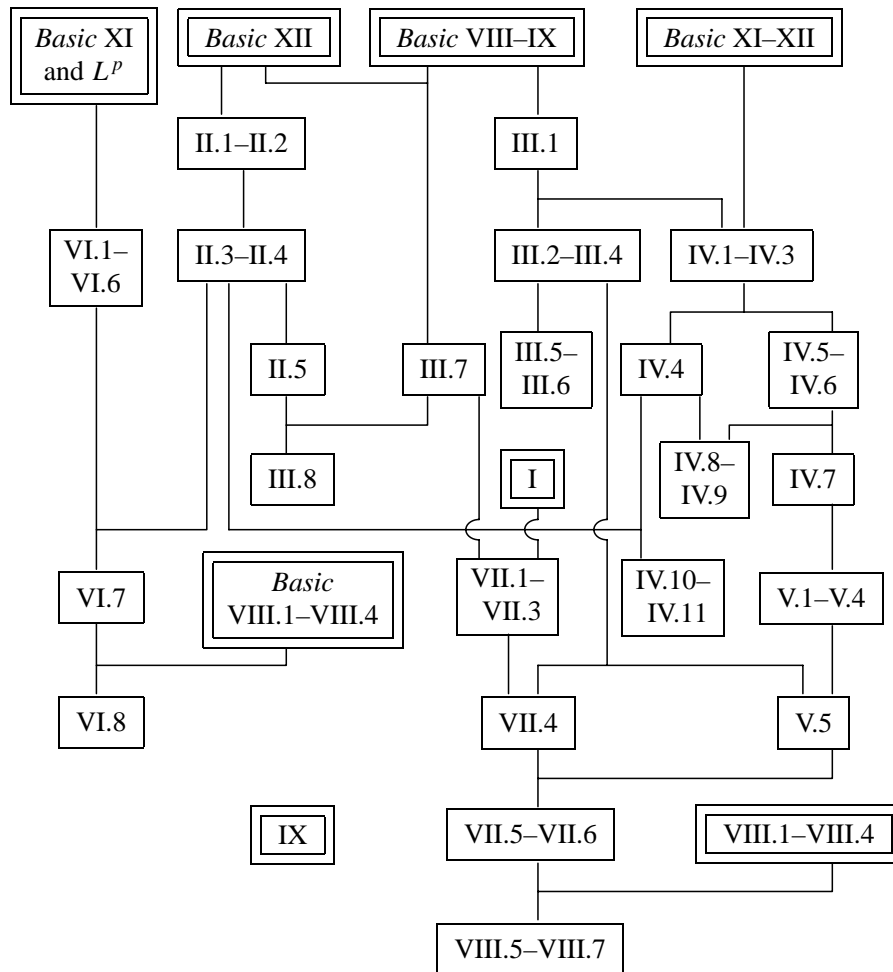 Basic XI
and L^p
Basic XII
Basic VIII–IX
Basic XI–XII
II.1–II.2
III.1
VI.1–
VI.6
II.3–II.4
III.2–III.4
IV.1–IV.3
II.5
III.7
III.5–
III.6
IV.4
IV.5–
IV.6
III.8
I
IV.8–
IV.9
IV.7
VI.7
Basic
VIII.1–VIII.4
VII.1–
VII.3
IV.10–
IV.11
V.1–V.4
VI.8
VII.4
V.5
IX
VII.5–VII.6
VIII.1–VIII.4
VIII.5–VIII.7